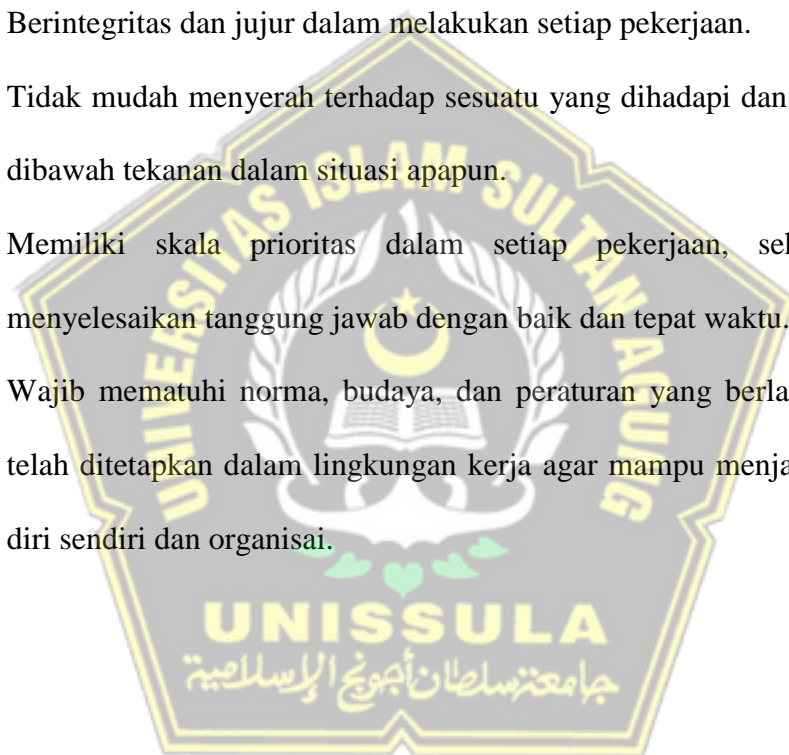 Berintegritas dan jujur dalam melakukan setiap pekerjaan.
Tidak mudah menyerah terhadap sesuatu yang dihadapi dan
dibawah tekanan dalam situasi apapun.
Memiliki skala prioritas dalam setiap pekerjaan,
menyelesaikan tanggung jawab dengan baik dan tepat waktu.
Wajib mematuhi norma, budaya, dan peraturan yang
telah ditetapkan dalam lingkungan kerja agar mampu
diri sendiri dan organisai.
UNIVERSITAS ISLAM SULTAN AGUNG
UNISSULA
جامعة سلطان أجونج الإسلامية